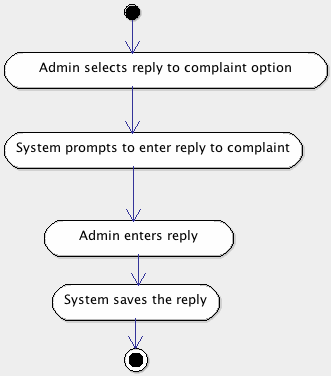 Admin selects reply to complaint option
System prompts to enter reply to complaint
Admin enters reply
System saves the reply